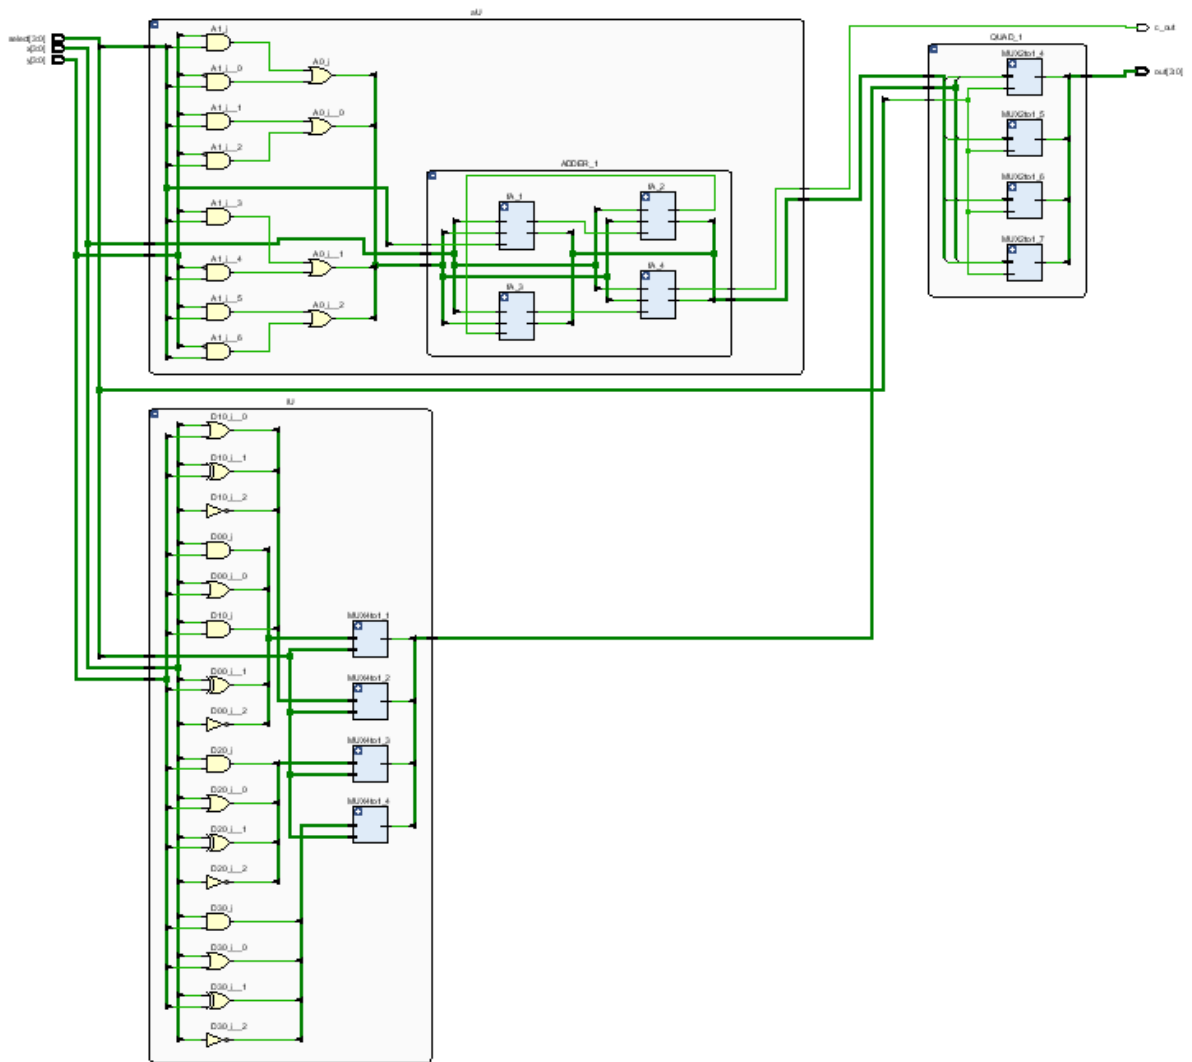 select[3:0]
x[3:0]
y[3:0]
aU
A1_i
A1_i__0
A1_i__1
A1_i__2
A1_i__3
A1_i__4
A1_i__5
A1_i__6
A0_i
A0_i__0
A0_i__1
A0_i__2
ADDER_1
fA_1
fA_2
fA_3
fA_4
c_out
out[3:0]
QUAD_1
MUX2to1_4
MUX2to1_5
MUX2to1_6
MUX2to1_7
lU
D10_i__0
D10_i__1
D10_i__2
D00_i
D00_i__0
D10_i
D00_i__1
D00_i__2
D20_i
D20_i__0
D20_i__1
D20_i__2
D30_i
D30_i__0
D30_i__1
D30_i__2
MUX4to1_1
MUX4to1_2
MUX4to1_3
MUX4to1_4